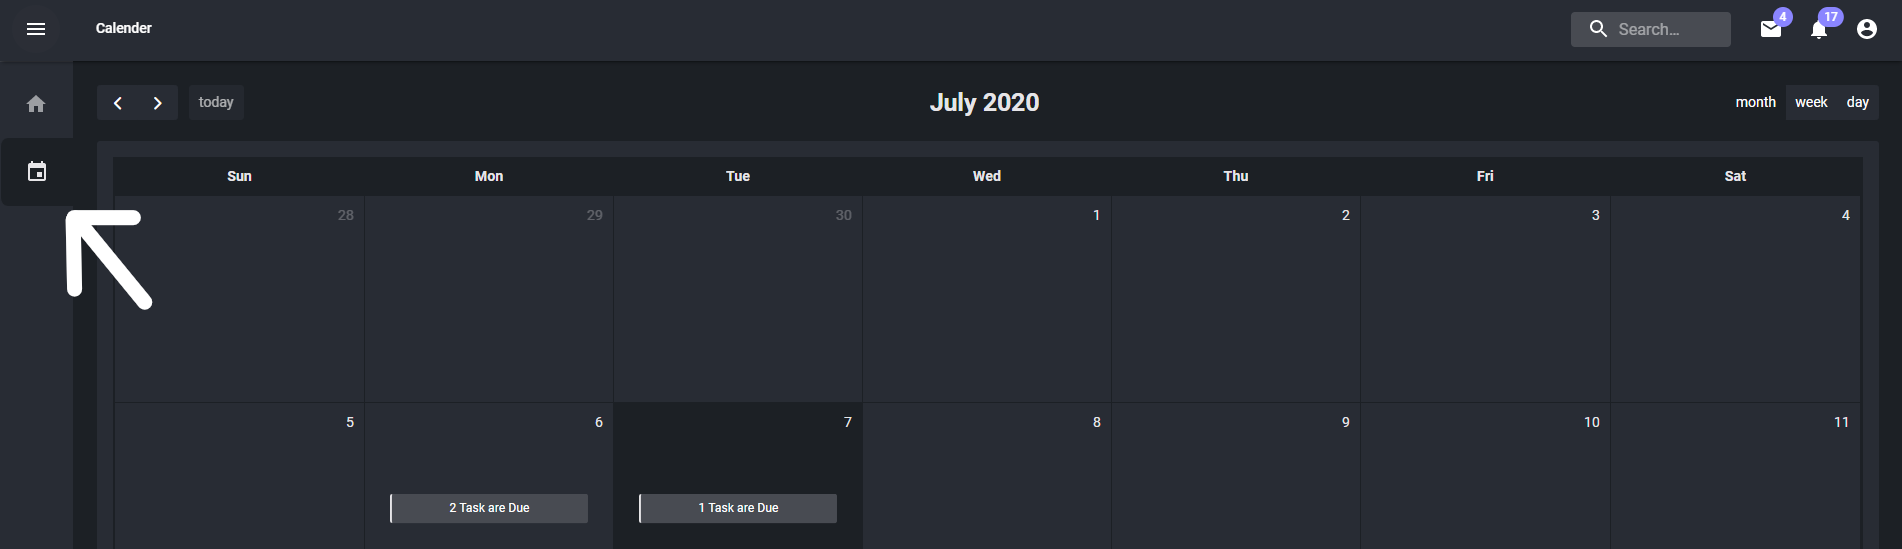 Calender
Search...
4
17
today
July 2020
month week day
Sun Mon Tue Wed Thu Fri Sat
28 29 30 1 2 3 4
5 6 7 8 9 10 11
2 Task are Due 1 Task are Due